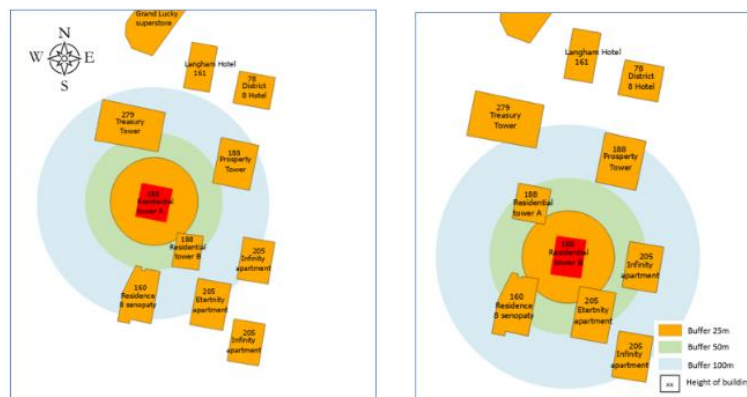 Grand Lucky
superstore
N
W
E
S
Langham Hotel
161
78
District
8 Hotel
279
Treasury
Tower
188
Prosperty
Tower
188
Residential
tower A
188
Residential
tower B
205
Infinity
apartment
160
Residence
8 senopaty
205
Etertnity
apartment
205
Infinity
apartment
Langham Hotel
161
78
District
8 Hotel
279
Treasury
Tower
188
Prosperty
Tower
188
Residential
tower A
188
Residential
tower B
205
Infinity
apartment
160
Residence
8 senopaty
205
Etertnity
apartment
205
Infinity
apartment
Buffer 25m
Buffer 50m
Buffer 100m
xx
Height of building